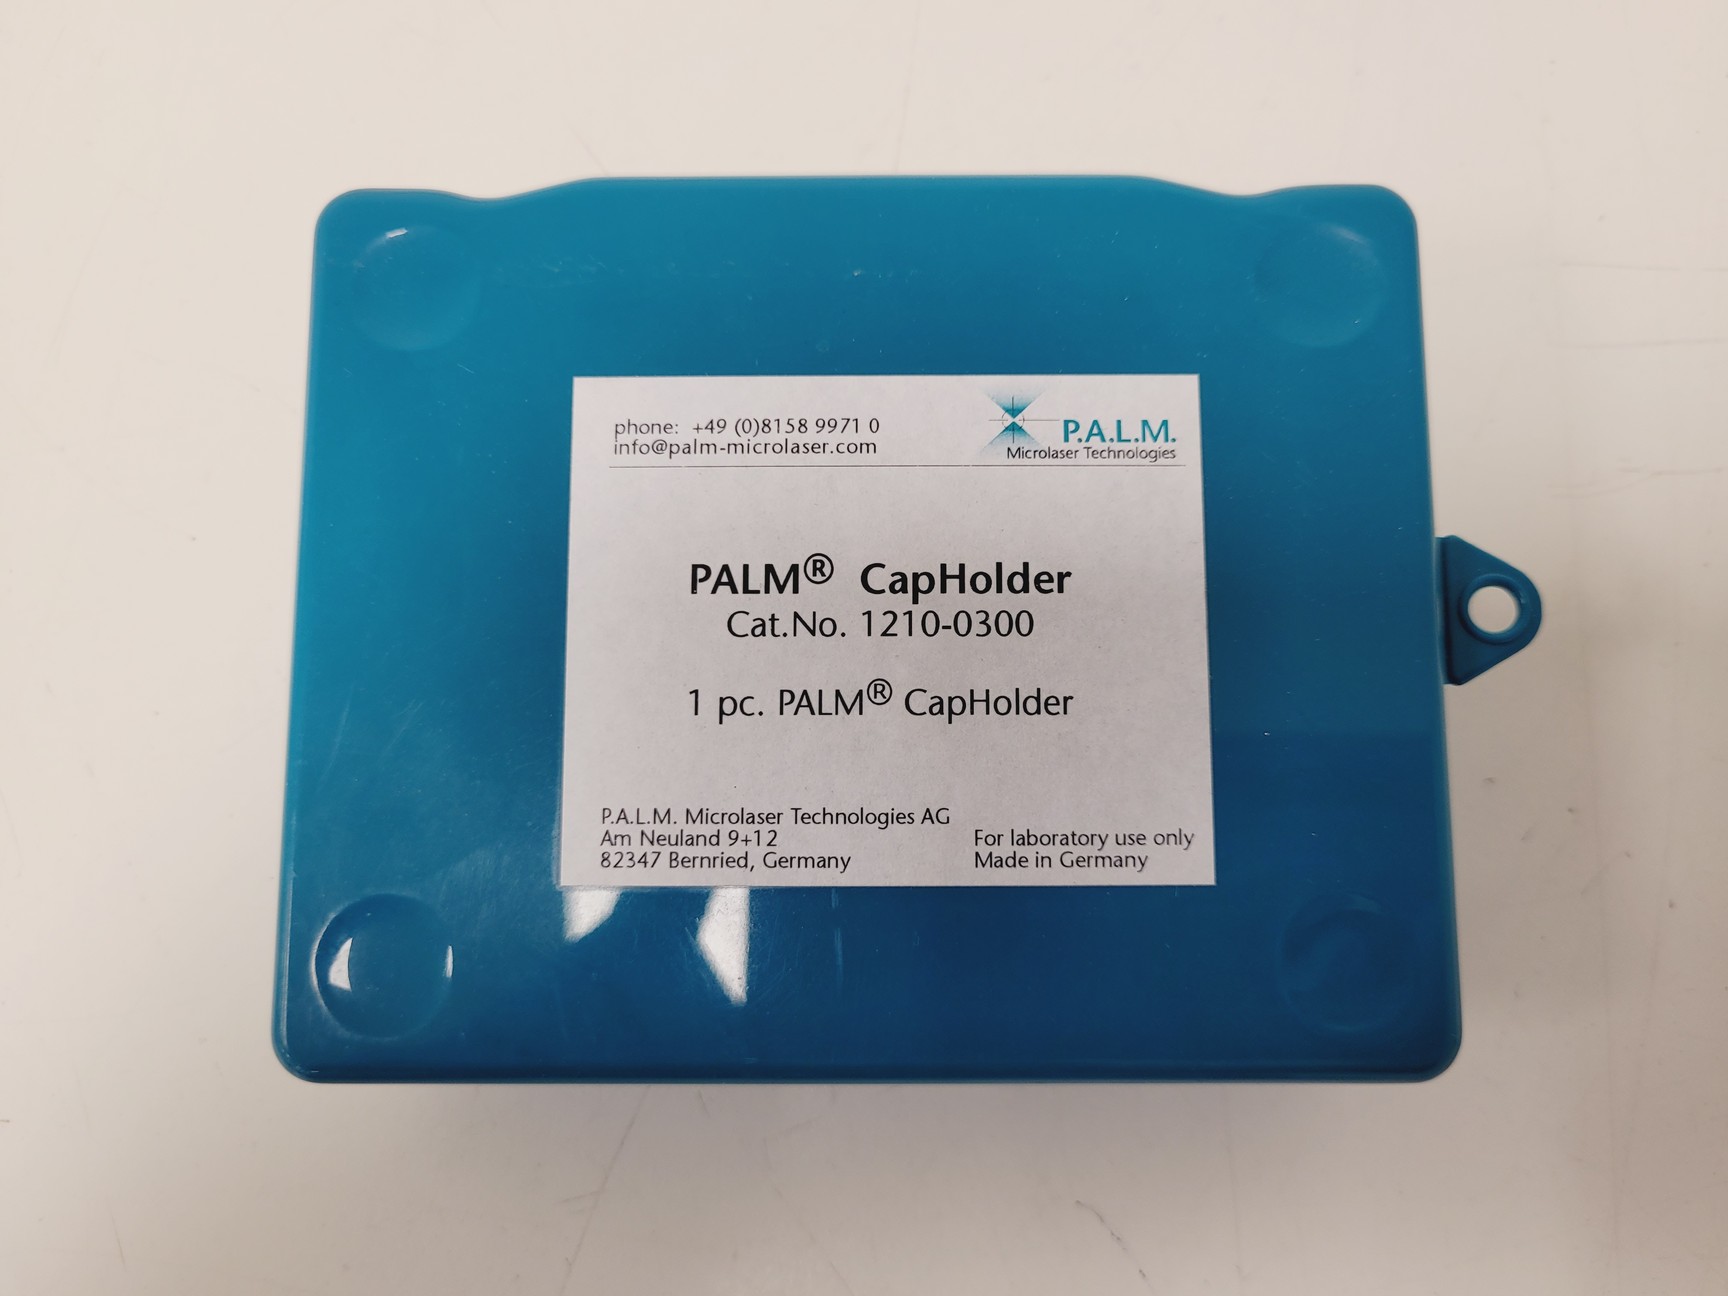 phone: +49 (0)8158 9971 0
info@palm-microlaser.com
P.A.L.M.
Microlaser Technologies
PALM® CapHolder
Cat.No. 1210-0300
1 pc. PALM® CapHolder
P.A.L.M. Microlaser Technologies AG
Am Neuland 9+12
82347 Bernried, Germany
For laboratory use only
Made in Germany